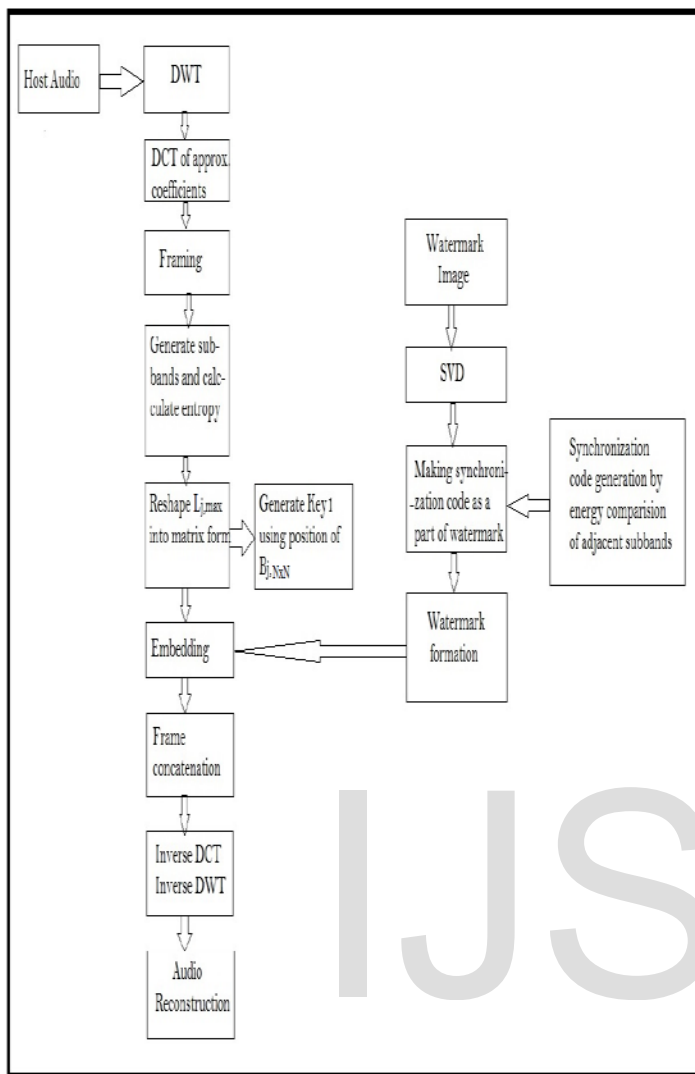 Host Audio
DWT
DCT of approx.
coefficients
Framing
Generate sub-
bands and calc-
culate entropy
Reshape Lj,max
into matrix form
Generate Key1
using position of
Bj,NxN
Embedding
Frame
concatenation
Inverse DCT
Inverse DWT
Audio
Reconstruction
Watermark
Image
SVD
Making synchroni-
-zation code as a
part of watermark
Watermark
formation
Synchronization
code generation by
energy comparision
of adjacent subbands
IJS